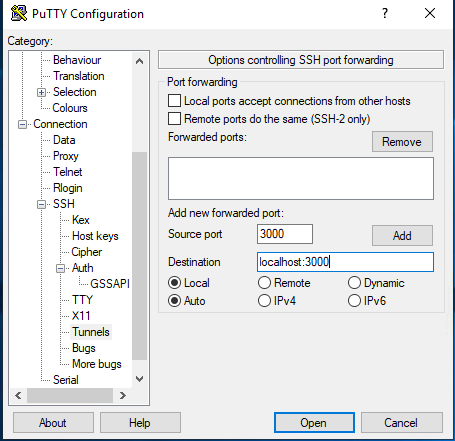 PuTTY Configuration
Category:
Behaviour
Translation
Selection
Colours
Connection
Data
Proxy
Telnet
Rlogin
SSH
Kex
Host keys
Cipher
Auth
GSSAPI
TTY
X11
Tunnels
Bugs
More bugs
Serial
Options controlling SSH port forwarding
Port forwarding
Local ports accept connections from other hosts
Remote ports do the same (SSH-2 only)
Forwarded ports:
Remove
Add new forwarded port:
Source port 3000 Add
Destination localhost:3000
Local Remote Dynamic
Auto IPv4 IPv6
About Help Open Cancel